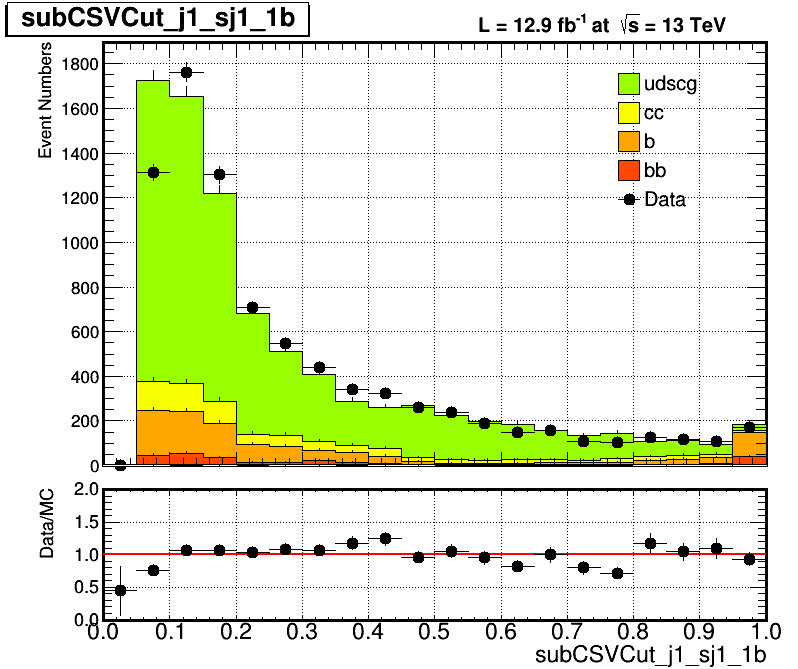 subCSVCut_j1_sj1_1b
L = 12.9 fb-1 at √s = 13 TeV
Event Numbers
1800
1600
1400
1200
1000
800
600
400
200
0
udscg
cc
b
bb
Data
Data/MC
2.0
1.5
1.0
0.5
0.0
0.0 0.1 0.2 0.3 0.4 0.5 0.6 0.7 0.8 0.9 1.0
subCSVCut_j1_sj1_1b